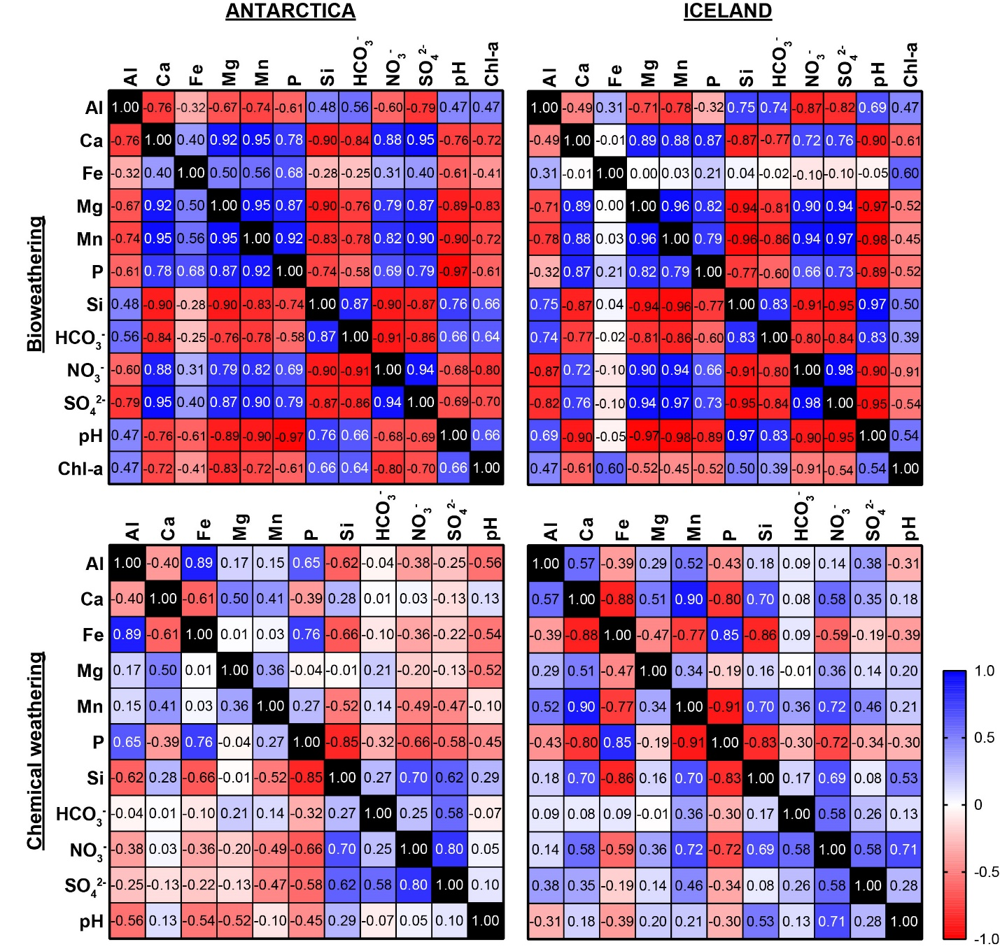 ANTARCTICA ICELAND
Al Ca Fe Mg Mn P Si HCO₃⁻ NO₃⁻ SO₄²⁻ pH Chl-a Al Ca Fe Mg Mn P Si HCO₃⁻ NO₃⁻ SO₄²⁻ pH Chl-a
Bioweathering
Al 1.00 -0.76 -0.32 -0.67 -0.74 -0.61 0.48 0.56 -0.60 -0.79 0.47 0.47 1.00 -0.49 0.31 -0.71 -0.78 -0.32 0.75 0.74 -0.87 -0.82 0.69 0.47
Ca -0.76 1.00 0.40 0.92 0.95 0.78 -0.90 -0.84 0.88 0.95 -0.76 -0.72 -0.49 1.00 -0.01 0.89 0.88 0.87 -0.87 -0.77 0.72 0.76 -0.90 -0.61
Fe -0.32 0.40 1.00 0.50 0.56 0.68 -0.28 -0.25 0.31 0.40 -0.61 -0.41 0.31 -0.01 1.00 0.00 0.03 0.21 0.04 -0.02 -0.10 -0.10 -0.05 0.60
Mg -0.67 0.92 0.50 1.00 0.95 0.87 -0.90 -0.76 0.79 0.87 -0.89 -0.83 -0.71 0.89 0.00 1.00 0.96 0.82 -0.94 -0.81 0.90 0.94 -0.97 -0.52
Mn -0.74 0.95 0.56 0.95 1.00 0.92 -0.83 -0.78 0.82 0.90 -0.90 -0.72 -0.78 0.88 0.03 0.96 1.00 0.79 -0.96 -0.86 0.94 0.97 -0.98 -0.45
P -0.61 0.78 0.68 0.87 0.92 1.00 -0.74 -0.58 0.69 0.79 -0.97 -0.61 -0.32 0.87 0.21 0.82 0.79 1.00 -0.77 -0.60 0.66 0.73 -0.89 -0.52
Si 0.48 -0.90 -0.28 -0.90 -0.83 -0.74 1.00 0.87 -0.90 -0.87 0.76 0.66 0.75 -0.87 0.04 -0.94 -0.96 -0.77 1.00 0.83 -0.91 -0.95 0.97 0.50
HCO₃⁻ 0.56 -0.84 -0.25 -0.76 -0.78 -0.58 0.87 1.00 -0.91 -0.86 0.66 0.64 0.74 -0.77 -0.02 -0.81 -0.86 -0.60 0.83 1.00 -0.80 -0.84 0.83 0.39
NO₃⁻ -0.60 0.88 0.31 0.79 0.82 0.69 -0.90 -0.91 1.00 0.94 -0.68 -0.80 -0.87 0.72 -0.10 0.90 0.94 0.66 -0.91 -0.80 1.00 0.98 -0.90 -0.91
SO₄²⁻ -0.79 0.95 0.40 0.87 0.90 0.79 -0.87 -0.86 0.94 1.00 -0.69 -0.70 -0.82 0.76 -0.10 0.94 0.97 0.73 -0.95 -0.84 0.98 1.00 -0.95 -0.54
pH 0.47 -0.76 -0.61 -0.89 -0.90 -0.97 0.76 0.66 -0.68 -0.69 1.00 0.66 0.69 -0.90 -0.05 -0.97 -0.98 -0.89 0.97 0.83 -0.90 -0.95 1.00 0.54
Chl-a 0.47 -0.72 -0.41 -0.83 -0.72 -0.61 0.66 0.64 -0.80 -0.70 0.66 1.00 0.47 -0.61 0.60 -0.52 -0.45 -0.52 0.50 0.39 -0.91 -0.54 0.54 1.00
Al Ca Fe Mg Mn P Si HCO₃⁻ NO₃⁻ SO₄²⁻ pH Al Ca Fe Mg Mn P Si HCO₃⁻ NO₃⁻ SO₄²⁻ pH
Chemical weathering
Al 1.00 -0.40 0.89 0.17 0.15 0.65 -0.62 -0.04 -0.38 -0.25 -0.56 1.00 0.57 -0.39 0.29 0.52 -0.43 0.18 0.09 0.14 0.38 -0.31
Ca -0.40 1.00 -0.61 0.50 0.41 -0.39 0.28 0.01 0.03 -0.13 0.13 0.57 1.00 -0.88 0.51 0.90 -0.80 0.70 0.08 0.58 0.35 0.18
Fe 0.89 -0.61 1.00 0.01 0.03 0.76 -0.66 -0.10 -0.36 -0.22 -0.54 -0.39 -0.88 1.00 -0.47 -0.77 0.85 -0.86 0.09 -0.59 -0.19 -0.39
Mg 0.17 0.50 0.01 1.00 0.36 -0.04 -0.01 0.21 -0.20 -0.13 -0.52 0.29 0.51 -0.47 1.00 0.34 -0.19 0.16 -0.01 0.36 0.14 0.20
Mn 0.15 0.41 0.03 0.36 1.00 0.27 -0.52 0.14 -0.49 -0.47 -0.10 0.52 0.90 -0.77 0.34 1.00 -0.91 0.70 0.36 0.72 0.46 0.21
P 0.65 -0.39 0.76 -0.04 0.27 1.00 -0.85 -0.32 -0.66 -0.58 -0.45 -0.43 -0.80 0.85 -0.19 -0.91 1.00 -0.83 -0.30 -0.72 -0.34 -0.30
Si -0.62 0.28 -0.66 -0.01 -0.52 -0.85 1.00 0.27 0.70 0.62 0.29 0.18 0.70 -0.86 0.16 0.70 -0.83 1.00 0.17 0.69 0.08 0.53
HCO₃⁻ -0.04 0.01 -0.10 0.21 0.14 -0.32 0.27 1.00 0.25 0.58 -0.07 0.09 0.08 0.09 -0.01 0.36 -0.30 0.17 1.00 0.58 0.26 0.13
NO₃⁻ -0.38 0.03 -0.36 -0.20 -0.49 -0.66 0.70 0.25 1.00 0.80 0.05 0.14 0.58 -0.59 0.36 0.72 -0.72 0.69 0.58 1.00 0.58 0.71
SO₄²⁻ -0.25 -0.13 -0.22 -0.13 -0.47 -0.58 0.62 0.58 0.80 1.00 0.10 0.38 0.35 -0.19 0.14 0.46 -0.34 0.08 0.26 0.58 1.00 0.28
pH -0.56 0.13 -0.54 -0.52 -0.10 -0.45 0.29 -0.07 0.05 0.10 1.00 -0.31 0.18 -0.39 0.20 0.21 -0.30 0.53 0.13 0.71 0.28 1.00
1.0
0.5
0
-0.5
-1.0